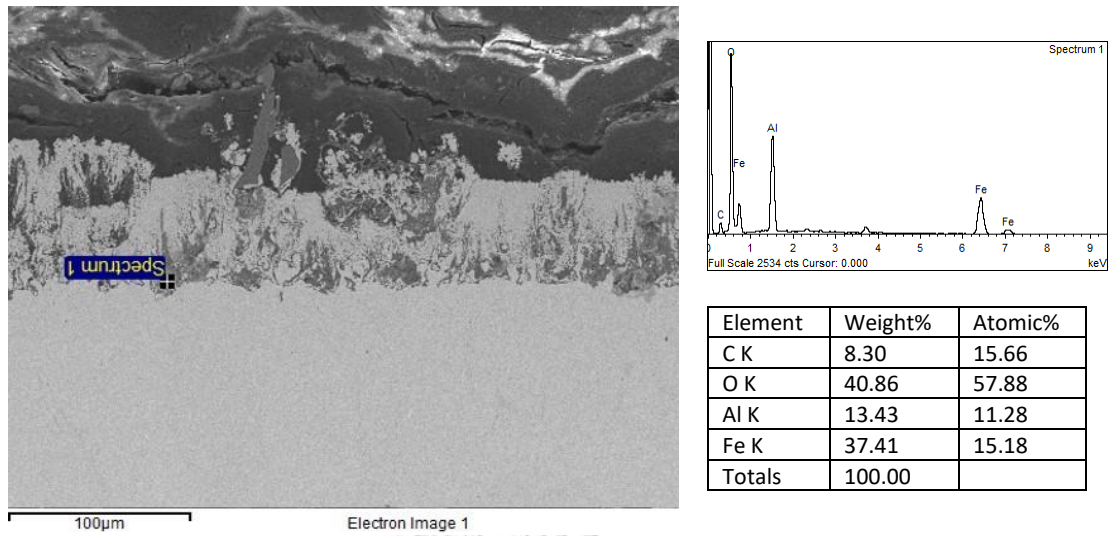 Spectrum 1
100µm
Electron Image 1
Spectrum 1
O
Al
Fe
Fe
C
Fe
1 2 3 4 5 6 7 8 9
Full Scale 2534 cts Cursor: 0.000
keV
Element Weight% Atomic%
C K 8.30 15.66
O K 40.86 57.88
Al K 13.43 11.28
Fe K 37.41 15.18
Totals 100.00